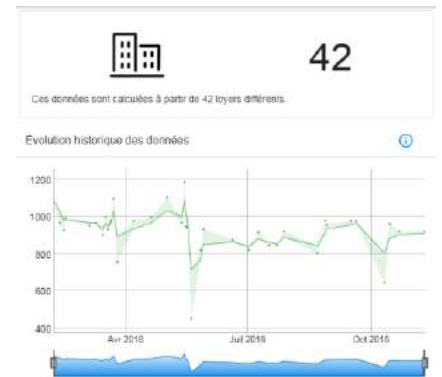 42
Ces données sont calculées à partir de 42 loyers différents.
Évolution historique des données
1200
1000
800
600
400
Avr 2018
Juil 2018
Oct 2018